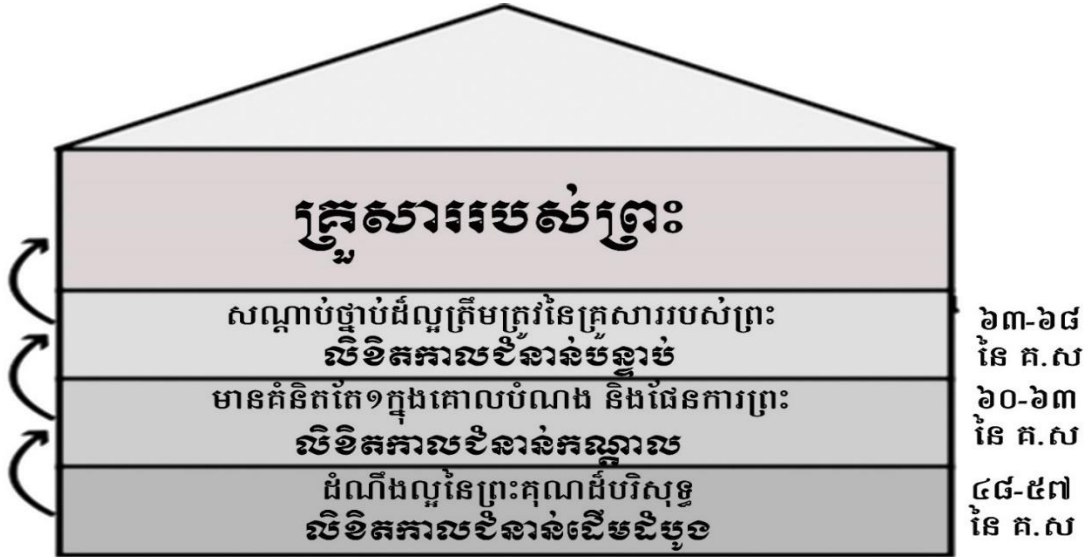 គ្រួសាររបស់ព្រះ
សណ្ដាប់ធ្នាប់ដ៏ល្អត្រឹមត្រូវនៃគ្រួសាររបស់ព្រះ
លិខិតកាលជំនាន់បន្ទាប់
៦៣-៦៨
នៃ គ.ស
មានគំនិតតែ១ក្នុងគោលបំណង និងផែនការព្រះ
លិខិតកាលជំនាន់កណ្ដាល
៦០-៦៣
នៃ គ.ស
ដំណឹងល្អនៃព្រះគុណដ៏បរិសុទ្ធ
លិខិតកាលជំនាន់ដើមដំបូង
៤៨-៥៧
នៃ គ.ស